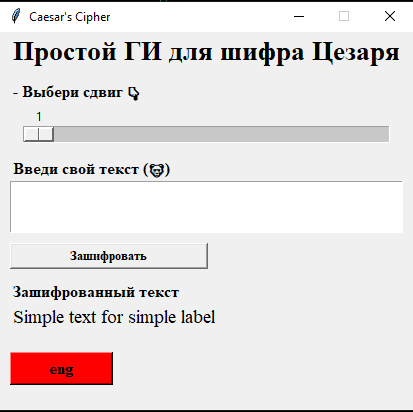 Caesar's Cipher
Простой ГИ для шифра Цезаря
- Выбери сдвиг 👇
1
Введи свой текст (🐶)
Зашифровать
Зашифрованный текст
Simple text for simple label
eng